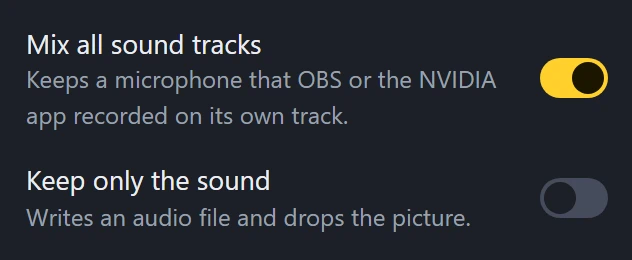 Mix all sound tracks
Keeps a microphone that OBS or the NVIDIA
app recorded on its own track.
Keep only the sound
Writes an audio file and drops the picture.